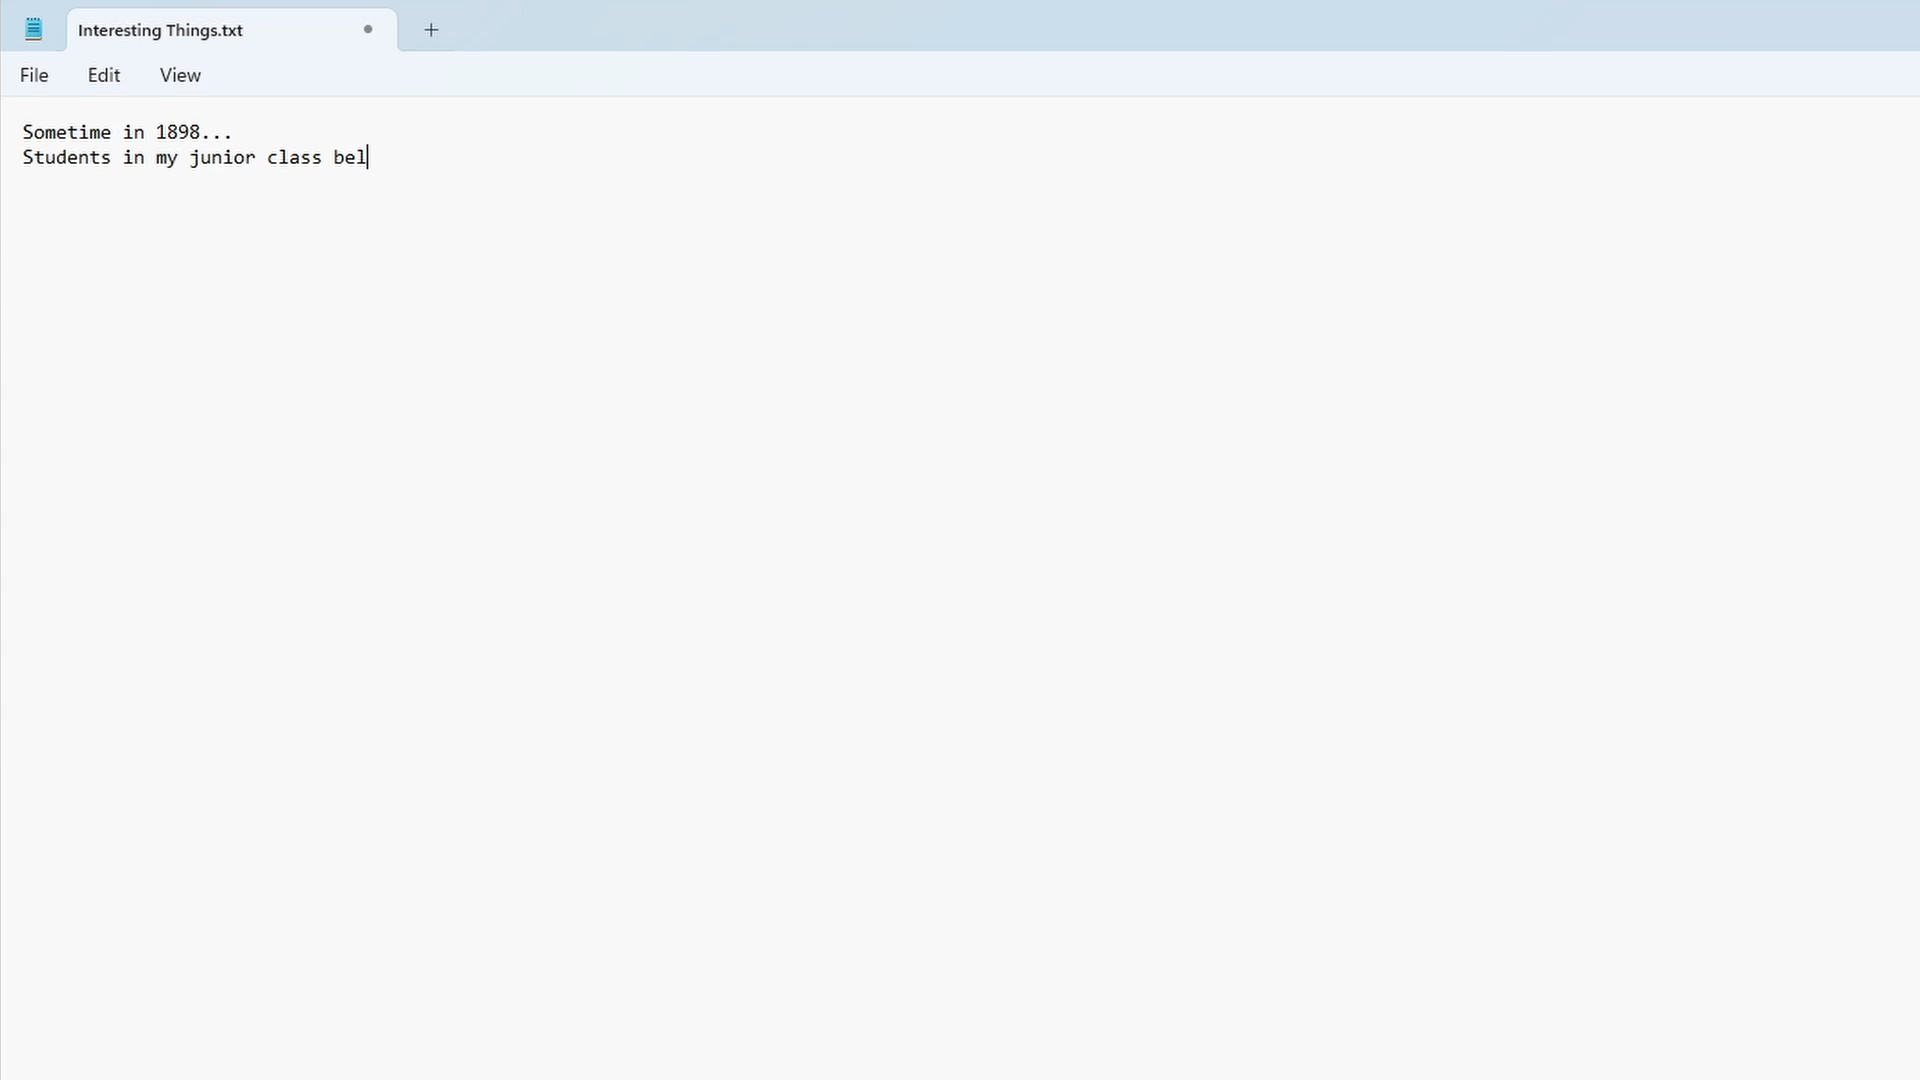 Interesting Things.txt
File Edit View
Sometime in 1898...
Students in my junior class bel